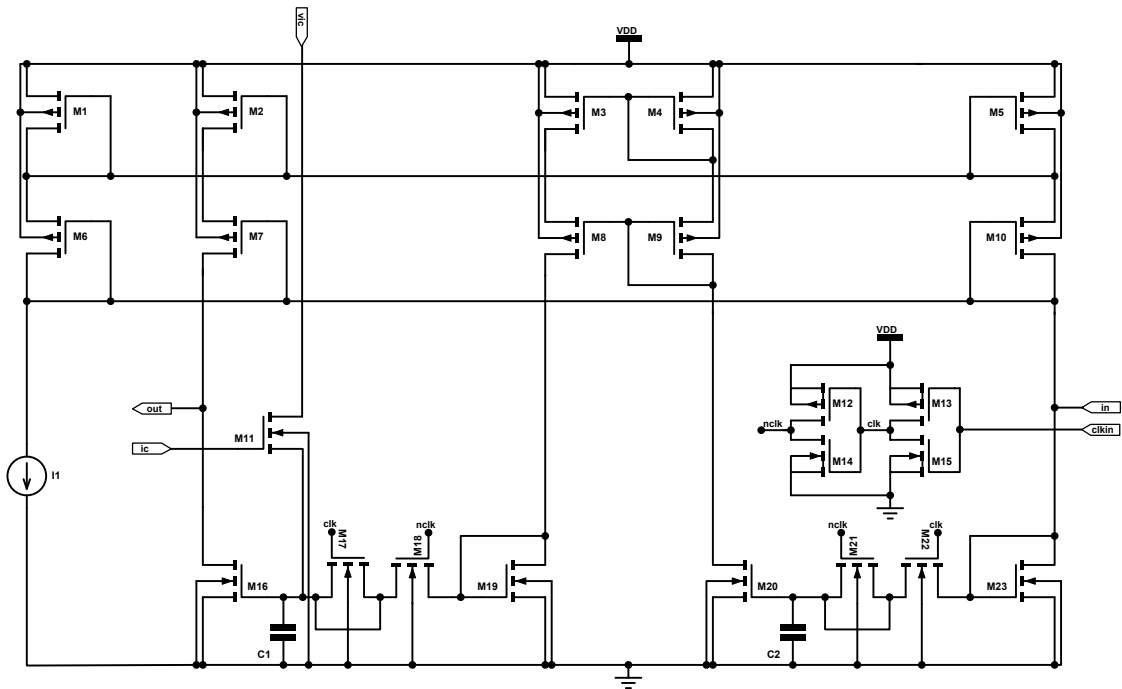 vic
VDD
M1
M2
M3
M4
M5
M6
M7
M8
M9
M10
VDD
out
M12
M13
in
nclk
clk
clkin
M11
ic
M14
M15
I1
clk
nclk
nclk
clk
M17
M18
M21
M22
M16
M19
M20
M23
C1
C2